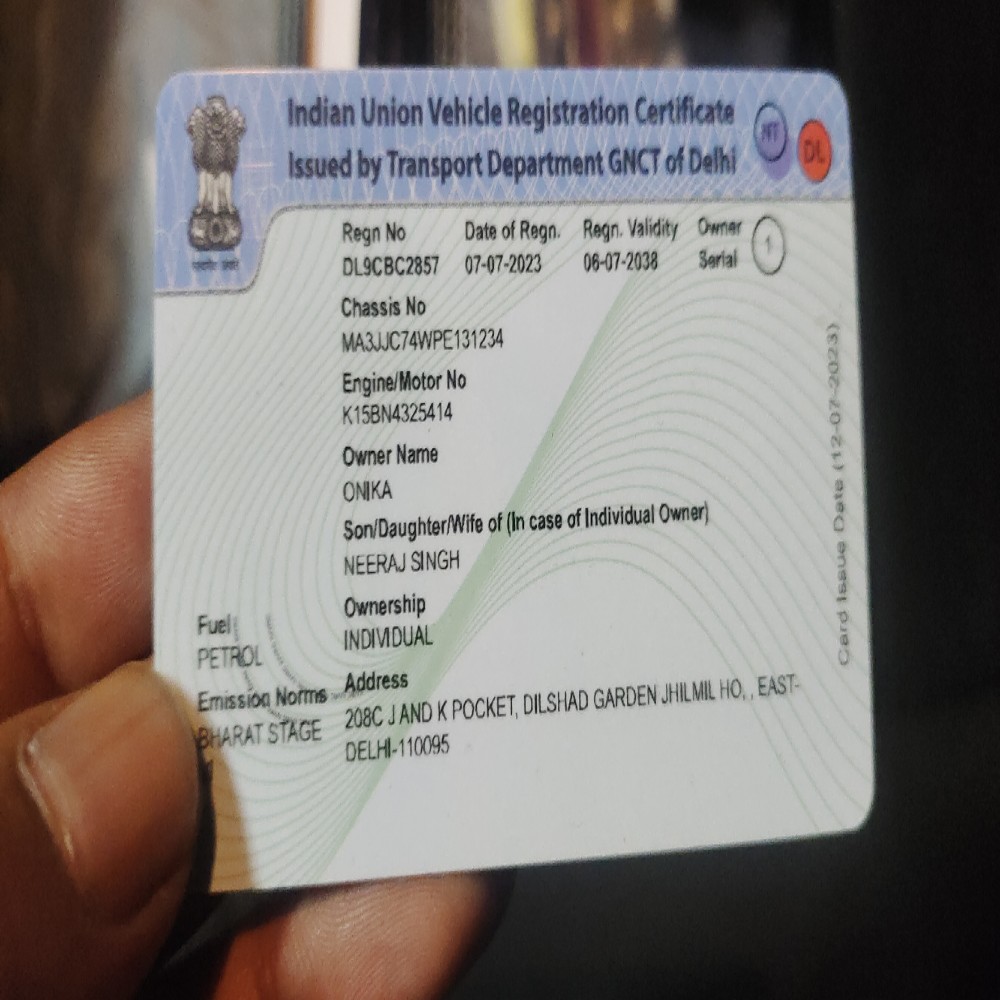 Indian Union Vehicle Registration Certificate
Issued by Transport Department GNCT of Delhi
NT
DL
Regn No Date of Regn. Regn. Validity Owner Serial 1
DL9CBC2857 07-07-2023 06-07-2038
Chassis No
MA3JJC74WPE131234
Engine/Motor No
K15BN4325414
Owner Name
ONIKA
Son/Daughter/Wife of (In case of Individual Owner)
NEERAJ SINGH
Ownership
INDIVIDUAL
Fuel
PETROL
Emission Norms
BHARAT STAGE
Address
208C J AND K POCKET, DILSHAD GARDEN JHILMIL HO, , EAST-
DELHI-110095
Card Issue Date (12-07-2023)